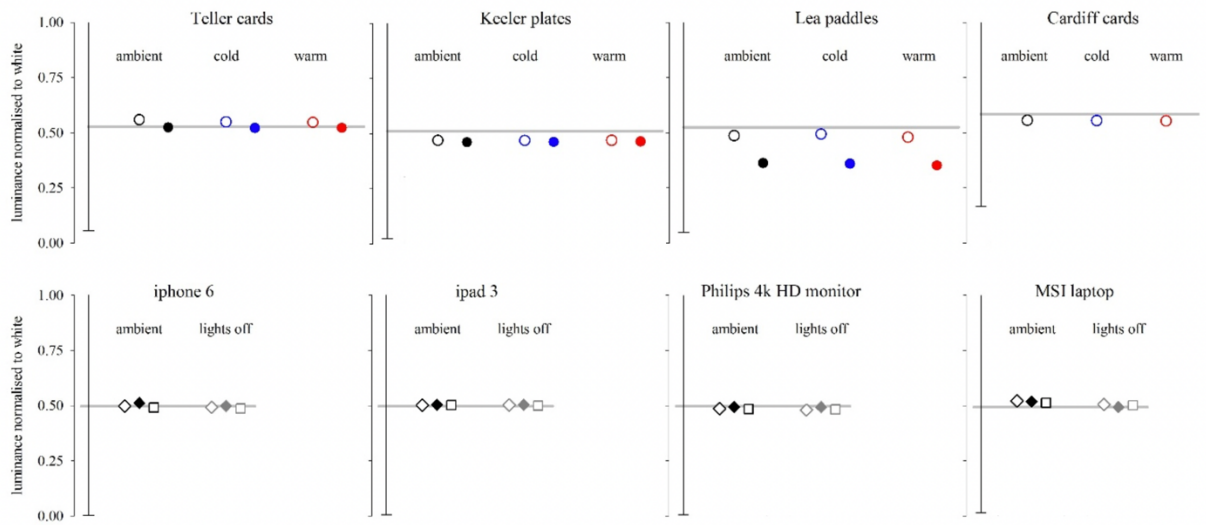 Teller cards Keeler plates Lea paddles Cardiff cards
1.00
ambient cold warm ambient cold warm ambient cold warm ambient cold warm
0.75
0.50
0.25
0.00
luminance normalised to white
iphone 6 ipad 3 Philips 4k HD monitor MSI laptop
1.00
ambient lights off ambient lights off ambient lights off ambient lights off
0.75
0.50
0.25
0.00
luminance normalised to white